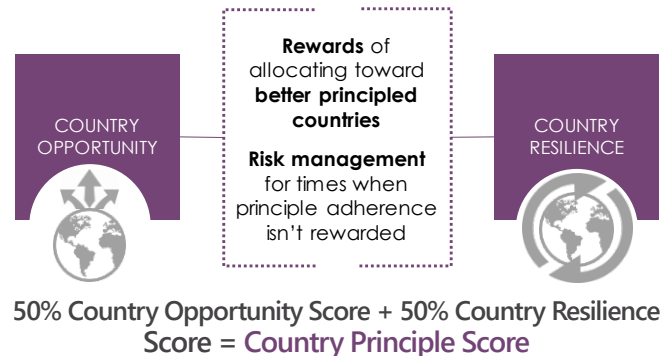 COUNTRY
OPPORTUNITY
Rewards of
allocating toward
better principled
countries
Risk management
for times when
principle adherence
isn't rewarded
COUNTRY
RESILIENCE
50% Country Opportunity Score + 50% Country Resilience
Score = Country Principle Score